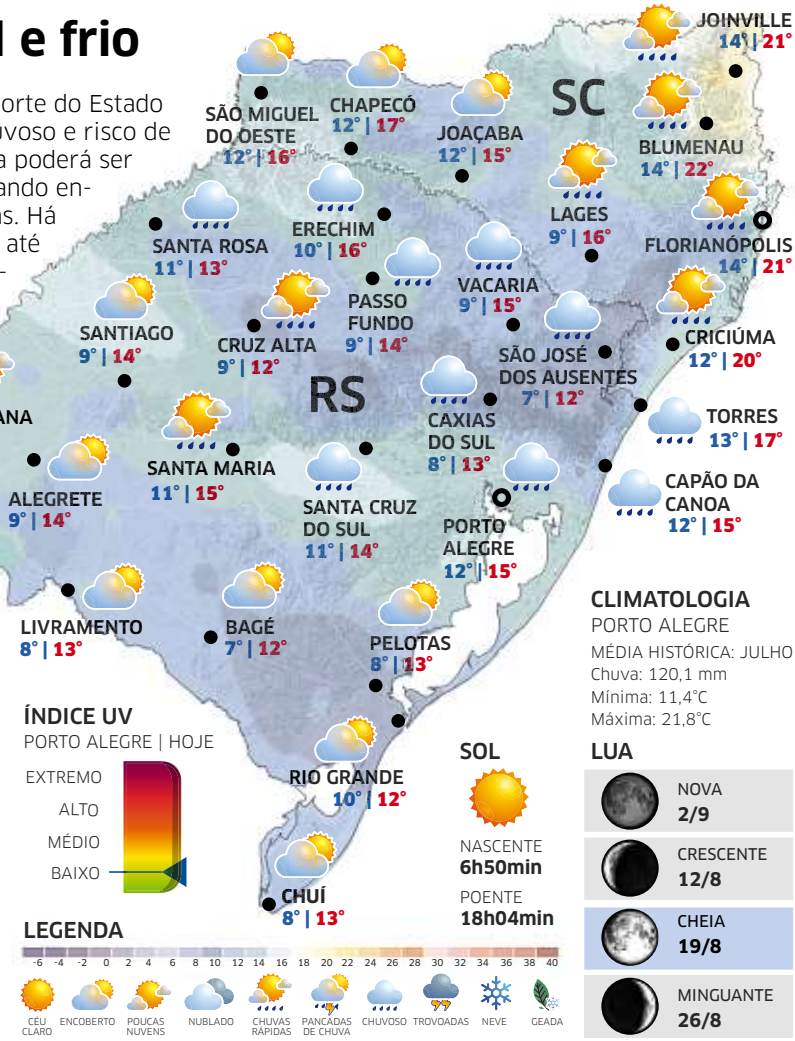 l e frio
orte do Estado
uvoso e risco de
a poderá ser
ando en-
as. Há
até
-
SC
RS
JOINVILLE
14° | 21°
SÃO MIGUEL
DO OESTE
12° | 16°
CHAPECÓ
12° | 17°
JOAÇABA
12° | 15°
BLUMENAU
14° | 22°
LAGES
9° | 16°
FLORIANÓPOLIS
14° | 21°
SANTA ROSA
11° | 13°
ERECHIM
10° | 16°
PASSO
FUNDO
9° | 14°
VACARIA
9° | 15°
SANTIAGO
9° | 14°
CRUZ ALTA
9° | 12°
SÃO JOSÉ
DOS AUSENTES
7° | 12°
CRICIÚMA
12° | 20°
ANA
CAXIAS
DO SUL
8° | 13°
TORRES
13° | 17°
ALEGRETE
9° | 14°
SANTA MARIA
11° | 15°
SANTA CRUZ
DO SUL
11° | 14°
PORTO
ALEGRE
12° | 15°
CAPÃO DA
CANOA
12° | 15°
LIVRAMENTO
8° | 13°
BAGÉ
7° | 12°
PELOTAS
8° | 13°
RIO GRANDE
10° | 12°
CHUÍ
8° | 13°
CLIMATOLOGIA
PORTO ALEGRE
MÉDIA HISTÓRICA: JULHO
Chuva: 120,1 mm
Mínima: 11,4°C
Máxima: 21,8°C
ÍNDICE UV
PORTO ALEGRE | HOJE
EXTREMO
ALTO
MÉDIO
BAIXO
SOL
NASCENTE
6h50min
POENTE
18h04min
LUA
NOVA
2/9
CRESCENTE
12/8
CHEIA
19/8
MINGUANTE
26/8
LEGENDA
-6 -4 -2 0 2 4 6 8 10 12 14 16 18 20 22 24 26 28 30 32 34 36 38 40
CÉU
CLARO
ENCOBERTO
POUCAS
NUVENS
NUBLADO
CHUVAS
RÁPIDAS
PANCADAS
DE CHUVA
CHUVOSO
TROVOADAS
NEVE
GEADA